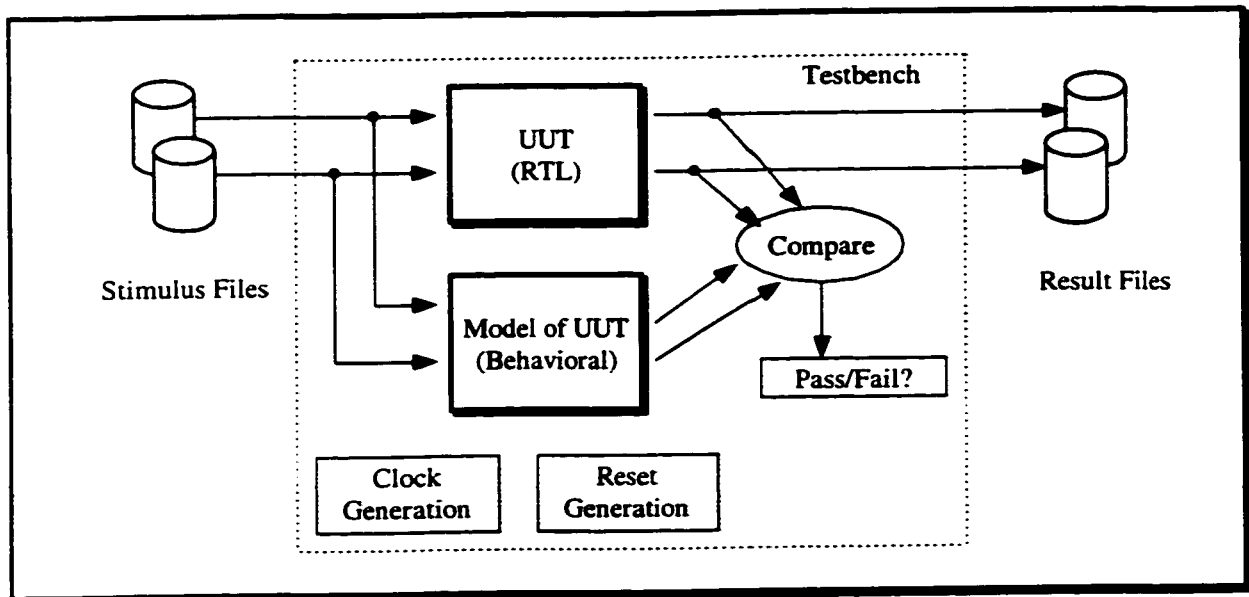 Testbench
UUT
(RTL)
Compare
Stimulus Files
Result Files
Model of UUT
(Behavioral)
Pass/Fail?
Clock
Generation
Reset
Generation